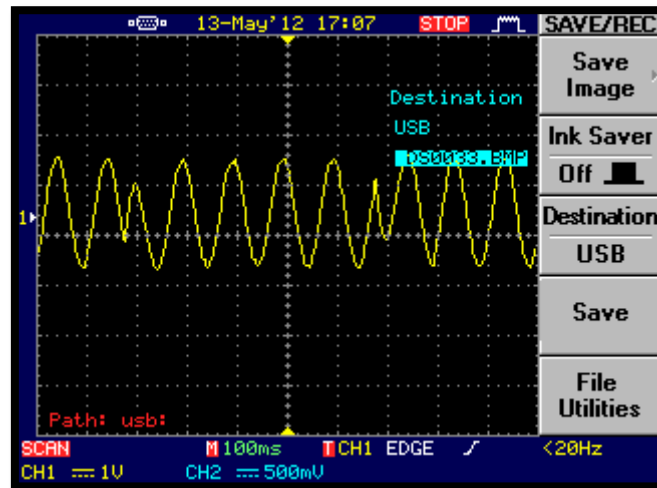 13-May'12 17:07 STOP SAVE/REC
Save
Image
Destination
USB
DS0033.BMP
Ink Saver
Off
1
Destination
USB
Save
File
Utilities
Path: usb:
SCAN M 100ms T CH1 EDGE <20Hz
CH1 1V CH2 500mV